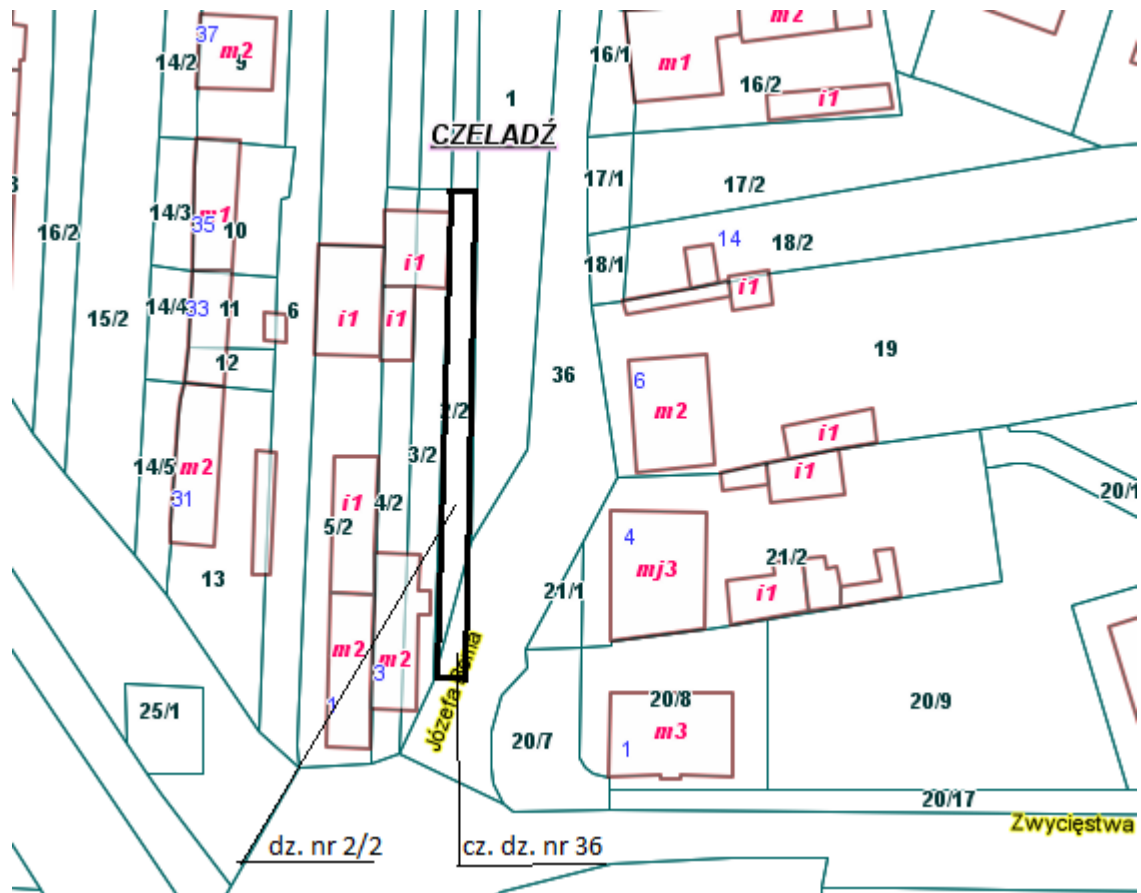 37
m2
9
14/2
1
CZELADŹ
16/1
m1
m2
16/2
i1
17/1
17/2
14/3
m1
35
10
16/2
18/1
14
18/2
i1
i1
i1
i1
14/4
33
11
6
15/2
12
36
19
6
m2
2/2
3/2
i1
i1
14/5
m2
31
i1
4/2
5/2
20/1
4
mj3
21/2
i1
13
21/1
m2
m2
3
1
Józefa Bema
25/1
20/7
20/8
m3
1
20/9
20/17
Zwycięstwa
dz. nr 2/2
cz. dz. nr 36